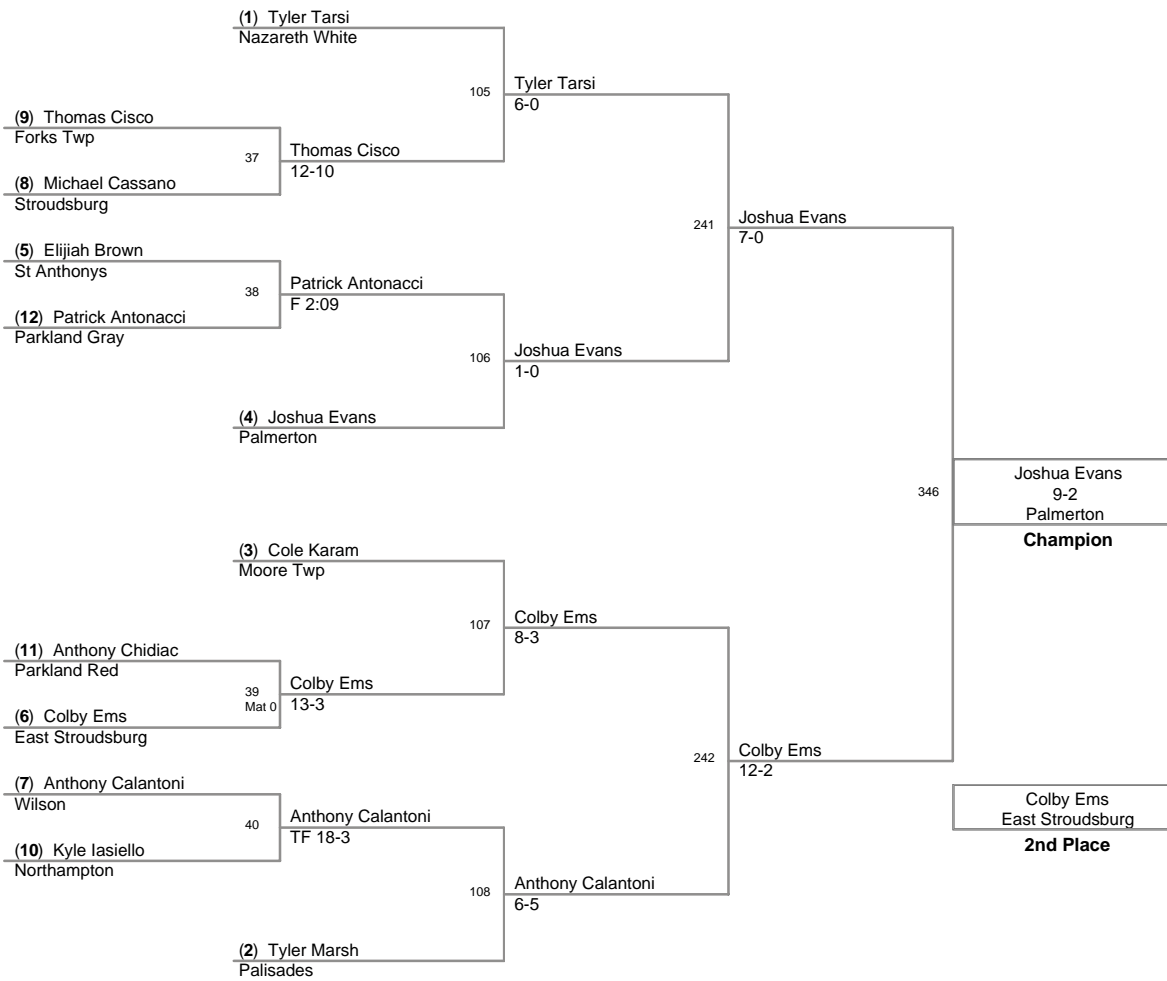 (1) Tyler Tarsi
Nazareth White
105
Tyler Tarsi
6-0
(9) Thomas Cisco
Forks Twp
37
Thomas Cisco
12-10
(8) Michael Cassano
Stroudsburg
241
Joshua Evans
7-0
(5) Elijiah Brown
St Anthonys
38
Patrick Antonacci
F 2:09
(12) Patrick Antonacci
Parkland Gray
106
Joshua Evans
1-0
(4) Joshua Evans
Palmerton
346
Joshua Evans
9-2
Palmerton
Champion
(3) Cole Karam
Moore Twp
107
Colby Ems
8-3
(11) Anthony Chidiac
Parkland Red
39
Mat 0
Colby Ems
13-3
(6) Colby Ems
East Stroudsburg
242
Colby Ems
12-2
(7) Anthony Calantoni
Wilson
40
Anthony Calantoni
TF 18-3
(10) Kyle Iasiello
Northampton
108
Anthony Calantoni
6-5
(2) Tyler Marsh
Palisades
Colby Ems
East Stroudsburg
2nd Place